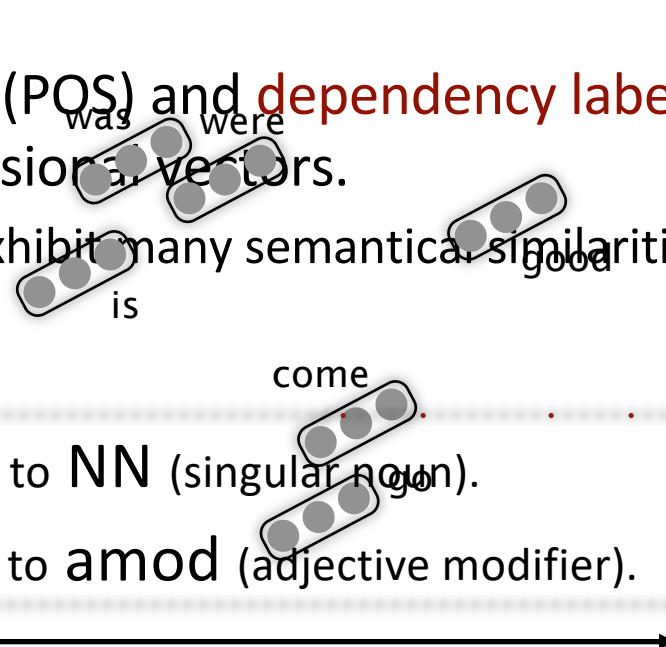 (POS) and dependency labe
was were
sional vectors.
xhibit many semantical similariti
good
is
come
to NN (singular noun).
go
to amod (adjective modifier).